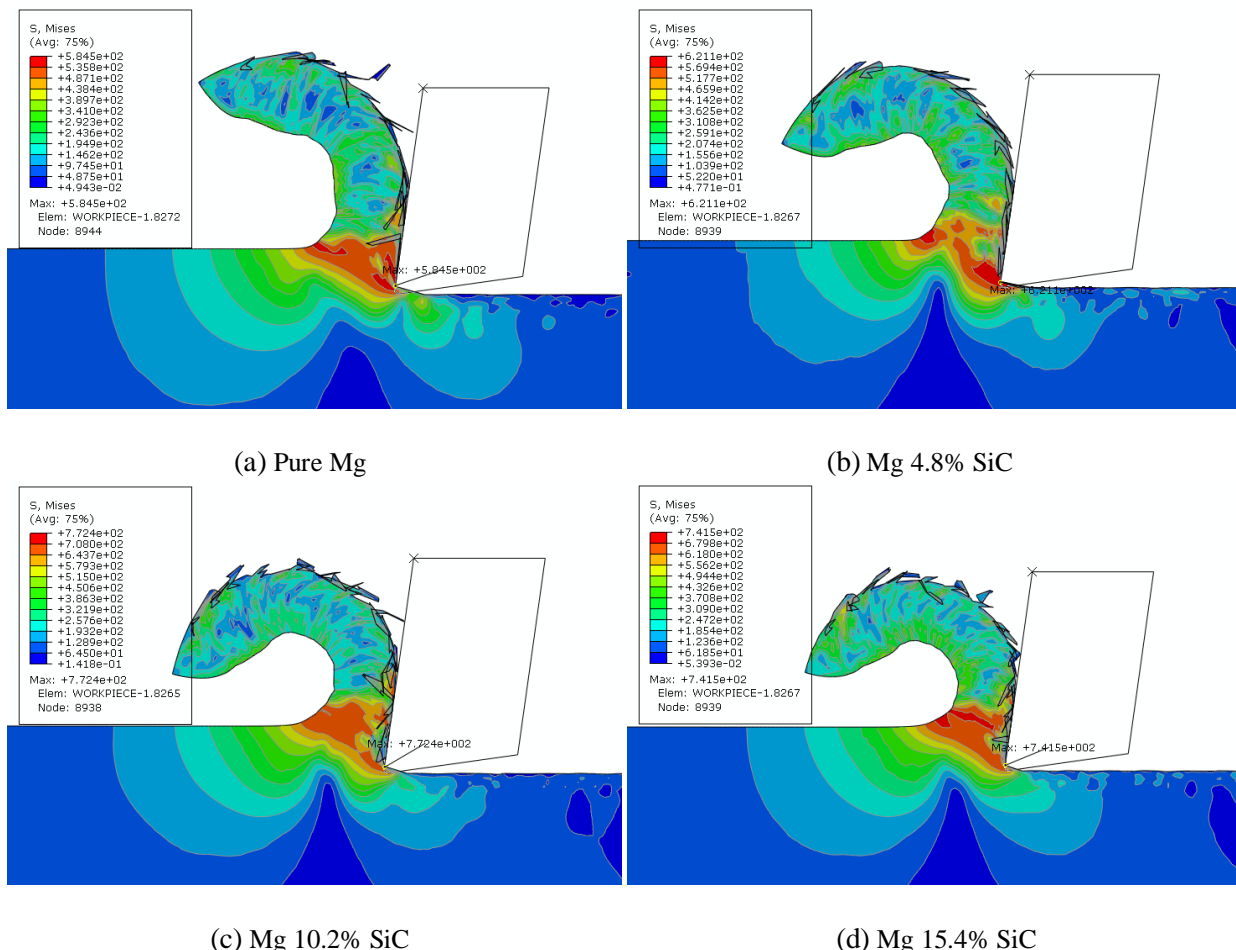 S, Mises
(Avg: 75%)
+5.845e+02
+5.358e+02
+4.871e+02
+4.384e+02
+3.897e+02
+3.410e+02
+2.923e+02
+2.436e+02
+1.949e+02
+1.462e+02
+9.745e+01
+4.875e+01
+4.943e-02
Max: +5.845e+02
Elem: WORKPIECE-1.8272
Node: 8944
Max: +5.845e+002
(a) Pure Mg
S, Mises
(Avg: 75%)
+6.211e+02
+5.694e+02
+5.177e+02
+4.659e+02
+4.142e+02
+3.625e+02
+3.108e+02
+2.591e+02
+2.074e+02
+1.556e+02
+1.039e+02
+5.220e+01
+4.771e-01
Max: +6.211e+02
Elem: WORKPIECE-1.8267
Node: 8939
Max: +6.211e+002
(b) Mg 4.8% SiC
S, Mises
(Avg: 75%)
+7.724e+02
+7.080e+02
+6.437e+02
+5.793e+02
+5.150e+02
+4.506e+02
+3.863e+02
+3.219e+02
+2.576e+02
+1.932e+02
+1.289e+02
+6.450e+01
+1.418e-01
Max: +7.724e+02
Elem: WORKPIECE-1.8265
Node: 8938
Max: +7.724e+002
(c) Mg 10.2% SiC
S, Mises
(Avg: 75%)
+7.415e+02
+6.798e+02
+6.180e+02
+5.562e+02
+4.944e+02
+4.326e+02
+3.708e+02
+3.090e+02
+2.472e+02
+1.854e+02
+1.236e+02
+6.185e+01
+5.393e-02
Max: +7.415e+02
Elem: WORKPIECE-1.8267
Node: 8939
Max: +7.415e+002
(d) Mg 15.4% SiC